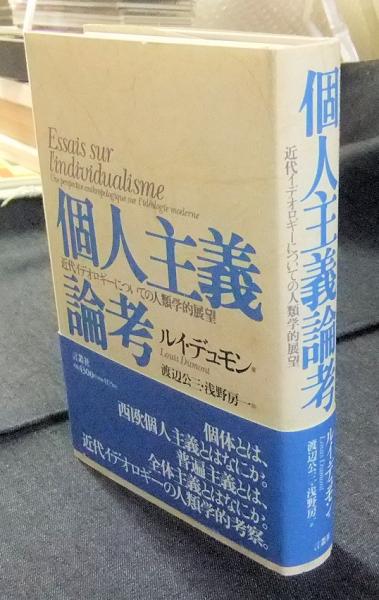 Essais sur
l'individualisme
Une perspective anthropologique sur l'idéologie moderne
個人主義
論考
近代イデオロギーについての人類学的展望
ルイ・デュモン 著
Louis Dumont
渡辺公三・浅野房一 訳
言叢社
個体とは、
西欧個人主義とはなにか。
普遍主義とは、
全体主義とはなにか。
近代イデオロギーの人類学的考察。
個人主義論考
近代イデオロギーについての人類学的展望
ルイ・デュモン
Louis Dumont
渡辺公三・浅野房一
言叢社